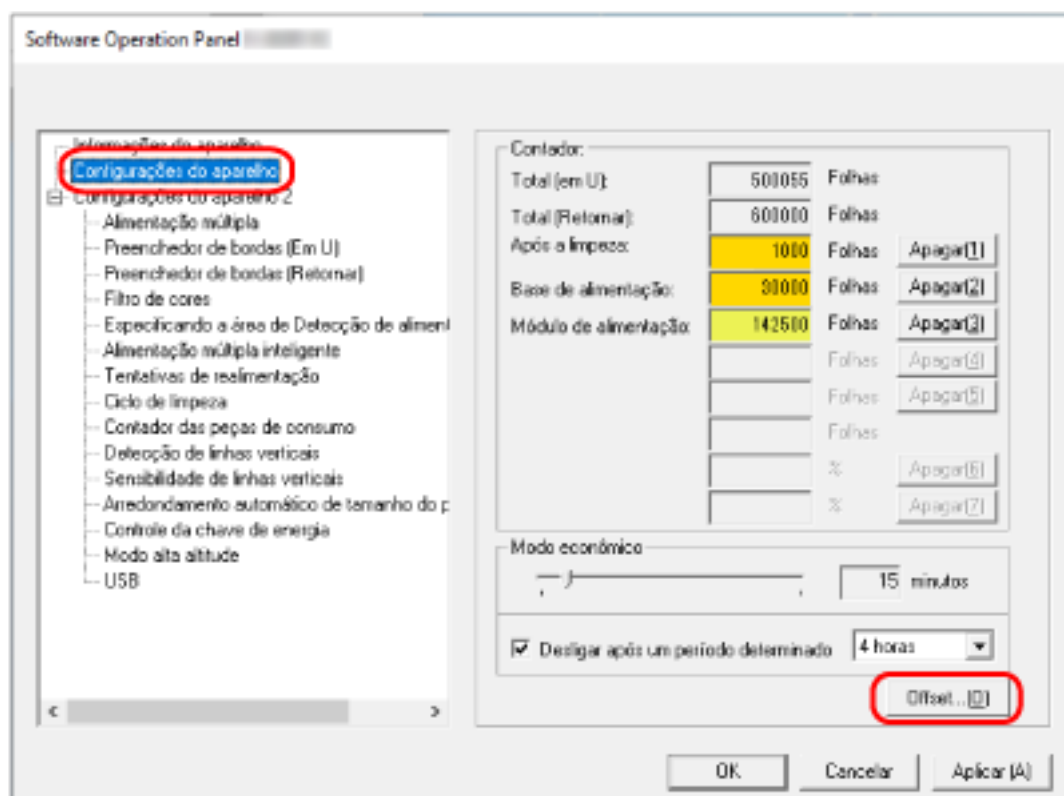 Software Operation Panel
Informações do aparelho
Configurações do aparelho
Configurações do aparelho 2
Alimentação múltipla
Preenchedor de bordas (Em U)
Preenchedor de bordas (Retornar)
Filtro de cores
Especificando a área de Detecção de aliment
Alimentação múltipla inteligente
Tentativas de realimentação
Ciclo de limpeza
Contador das peças de consumo
Detecção de linhas verticais
Sensibilidade de linhas verticais
Arredondamento automático de tamanho do p
Controle da chave de energia
Modo alta altitude
USB
Contador:
Total (em U): 500055 Folhas
Total (Retornar): 600000 Folhas
Após a limpeza: 1000 Folhas Apagar(1)
Base de alimentação: 30000 Folhas Apagar(2)
Módulo de alimentação: 142500 Folhas Apagar(3)
Folhas Apagar(4)
Folhas Apagar(5)
Folhas
% Apagar(6)
% Apagar(7)
Modo econômico
15 minutos
Desligar após um período determinado 4 horas
Offset...(O)
OK Cancelar Aplicar (A)